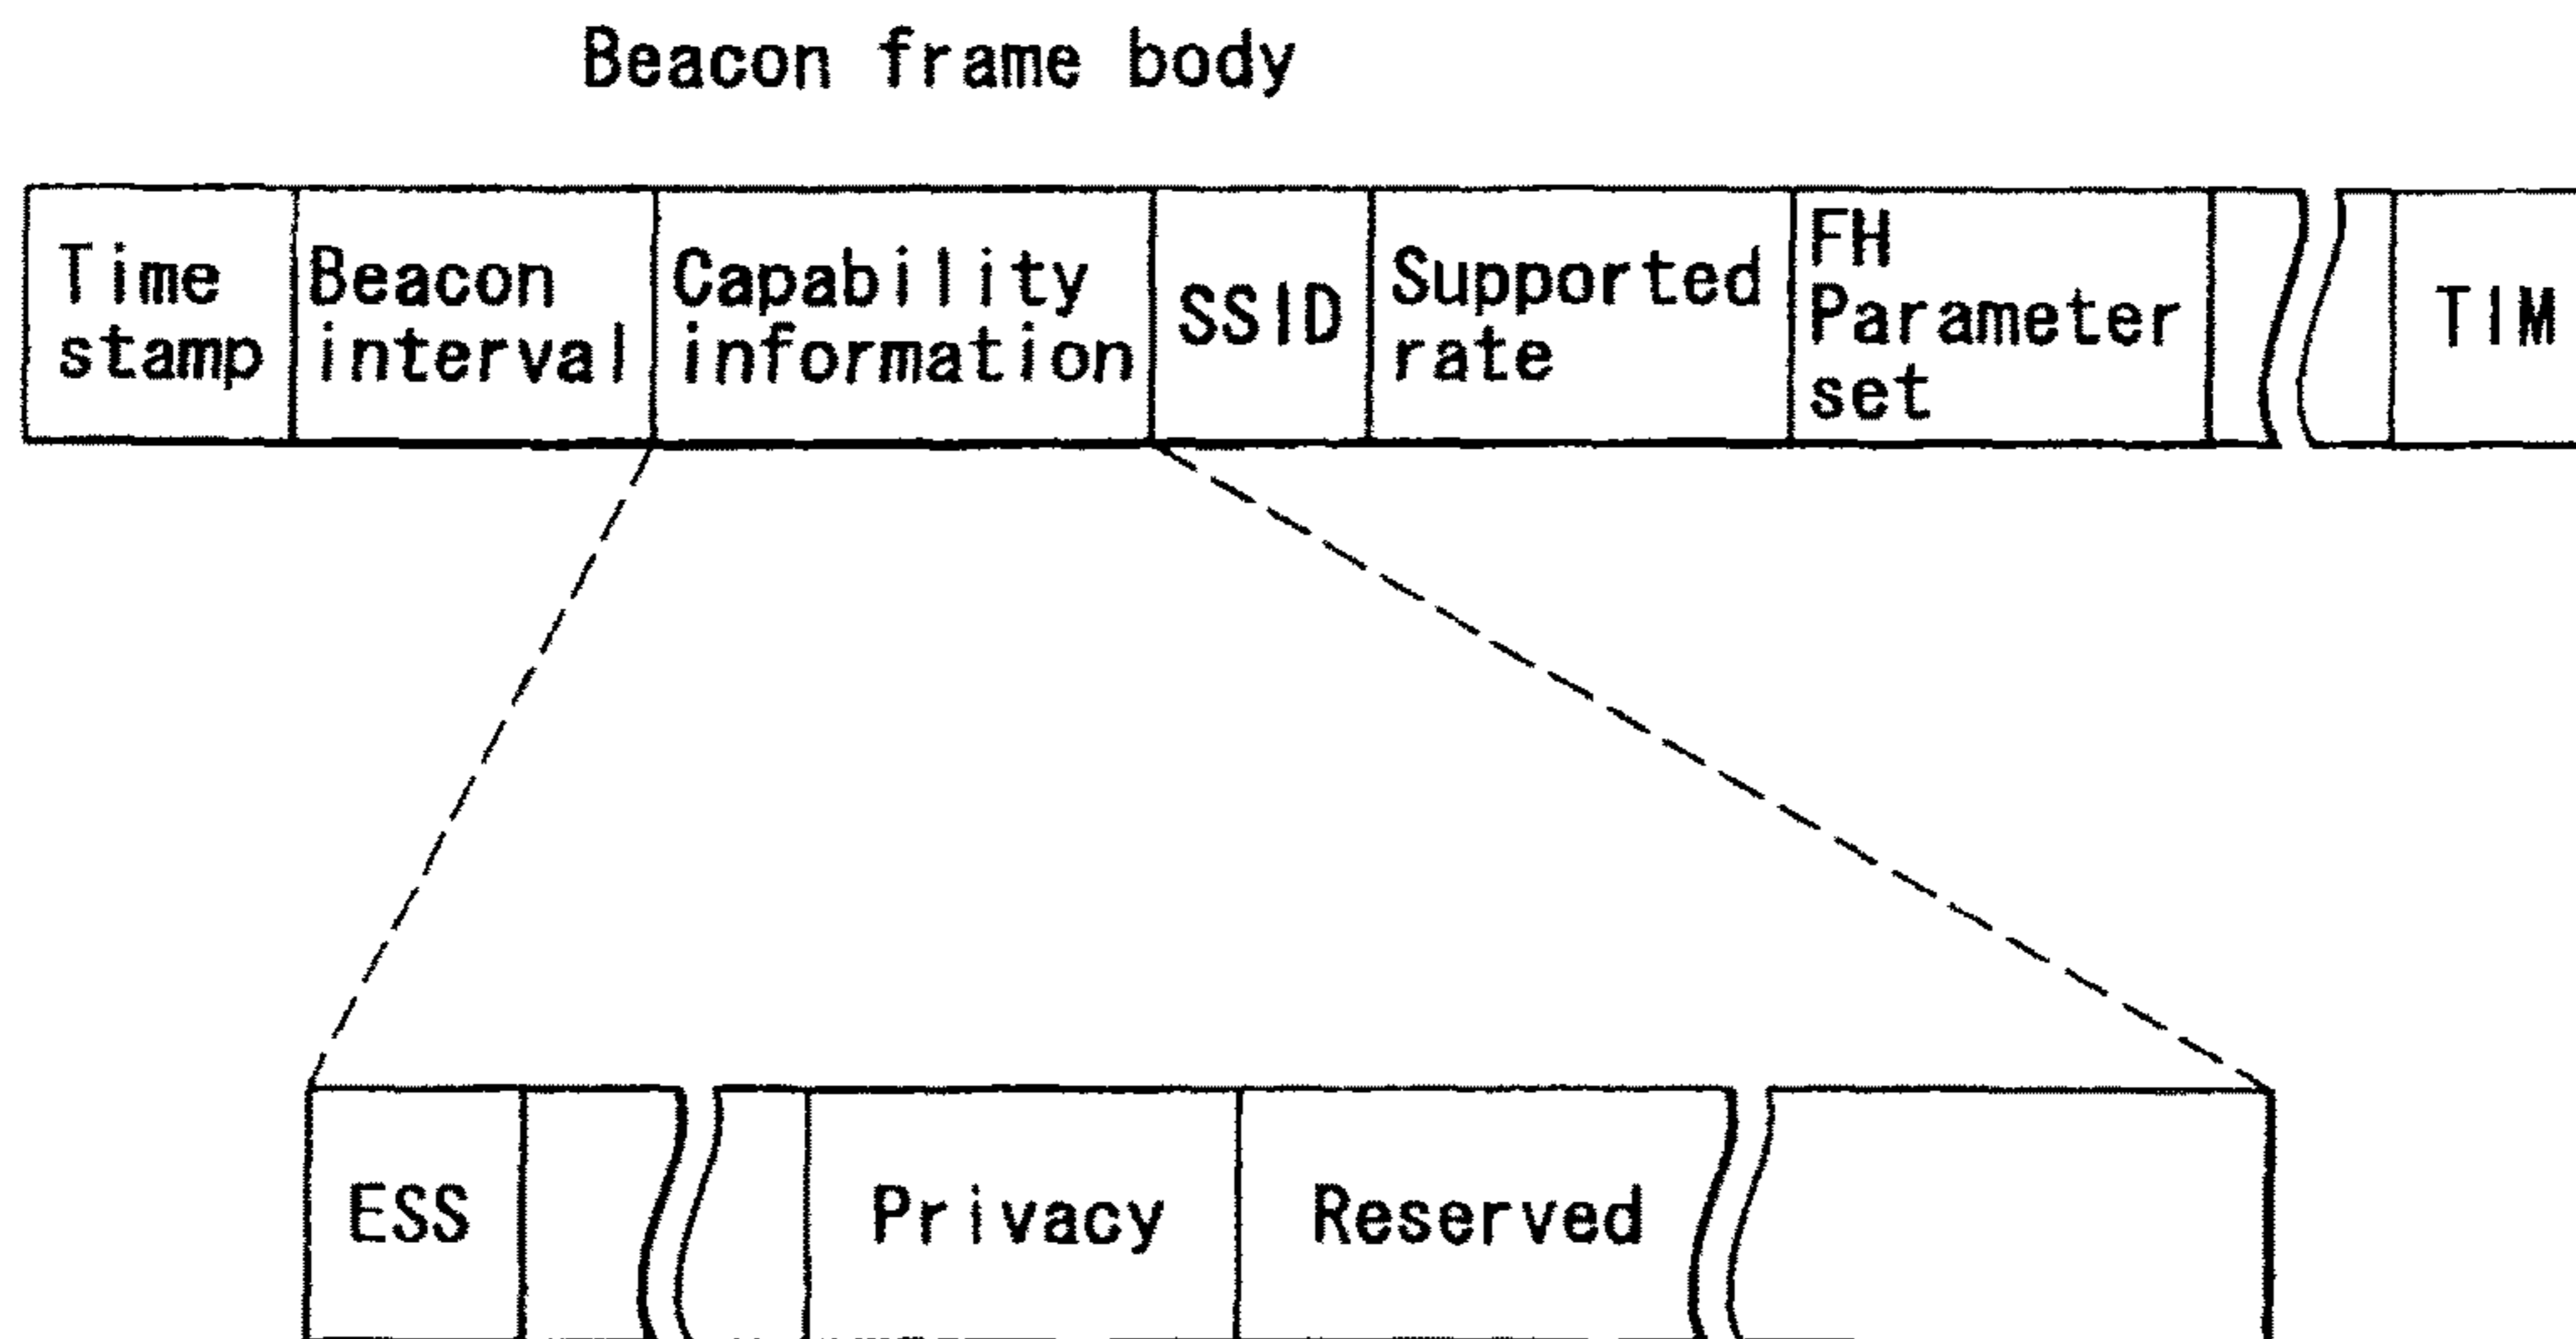 Beacon frame body
Time
stamp
Beacon
interval
Capability
information
SSID
Supported
rate
FH
Parameter
set
TIM
ESS
Privacy
Reserved